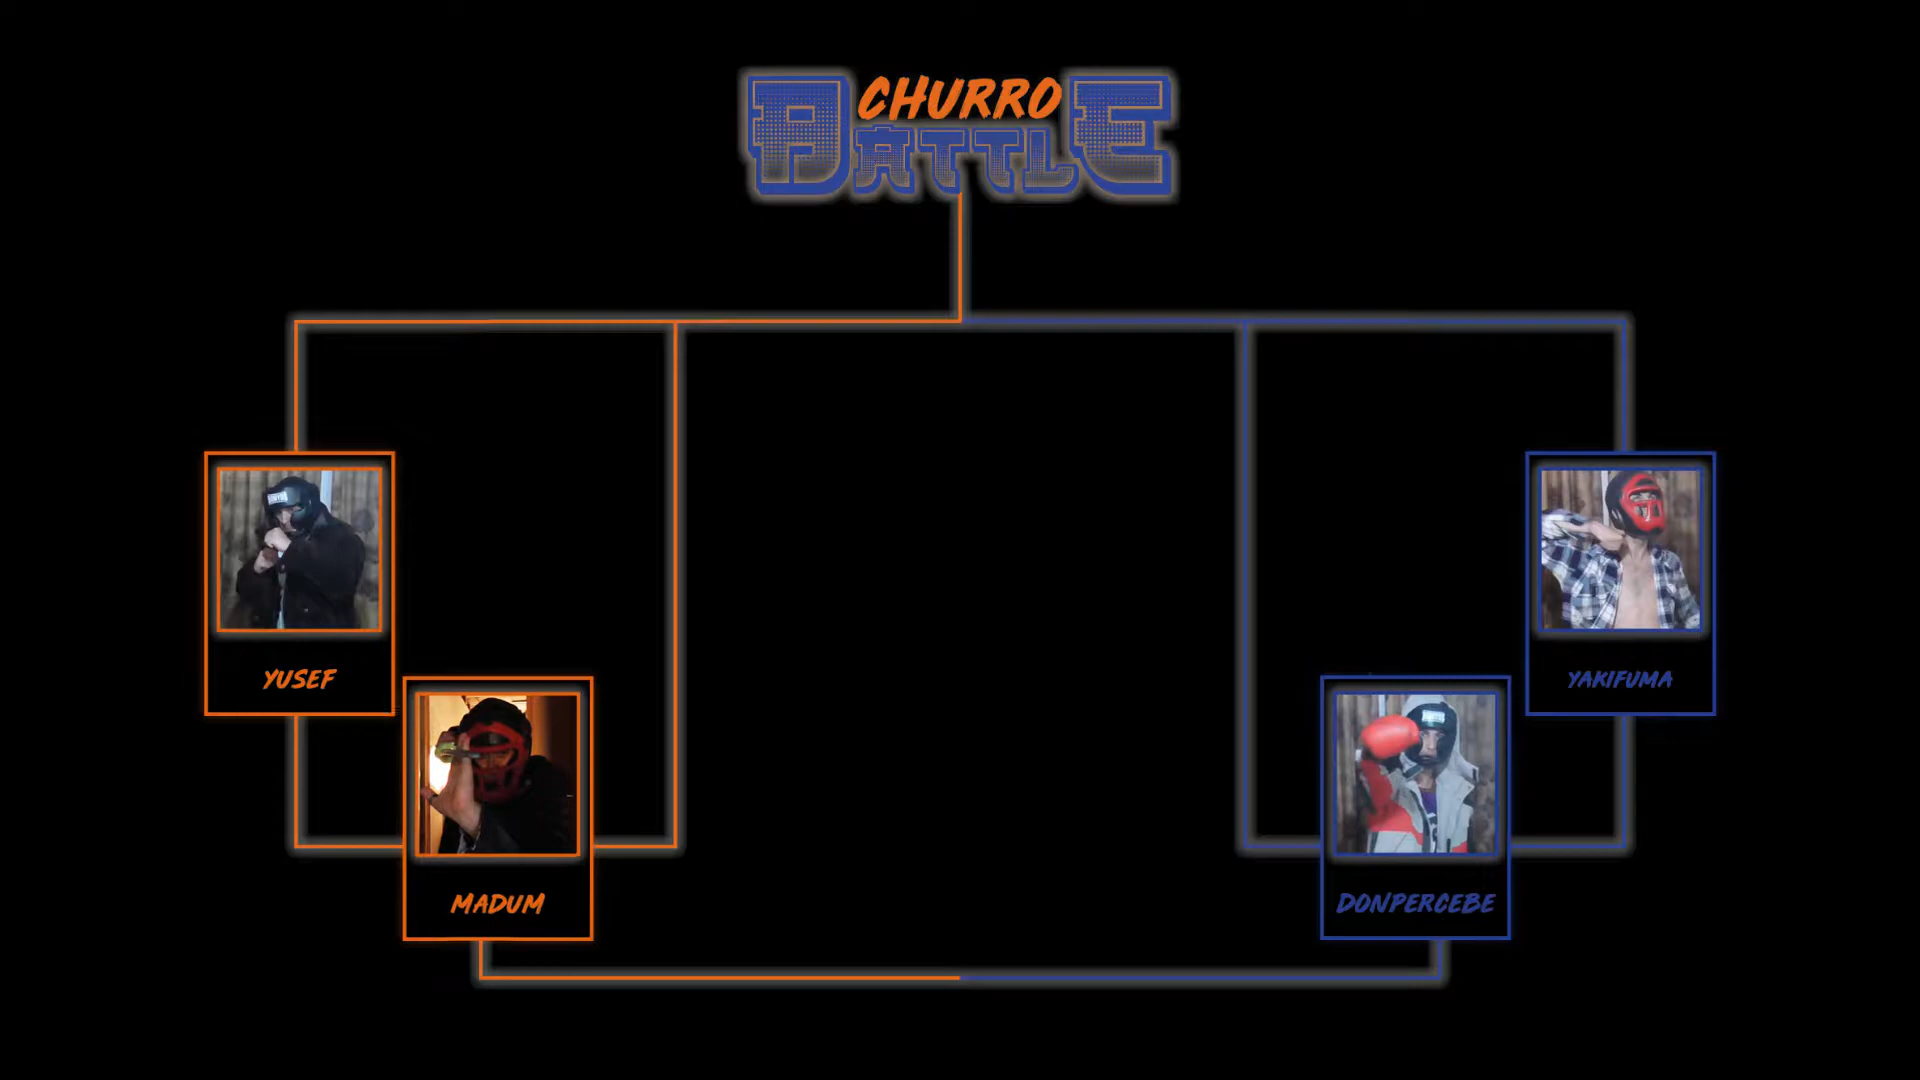 CHURRO
BATTLE
YUSEF
YAKIFUMA
MADUM
DONPERCEBE